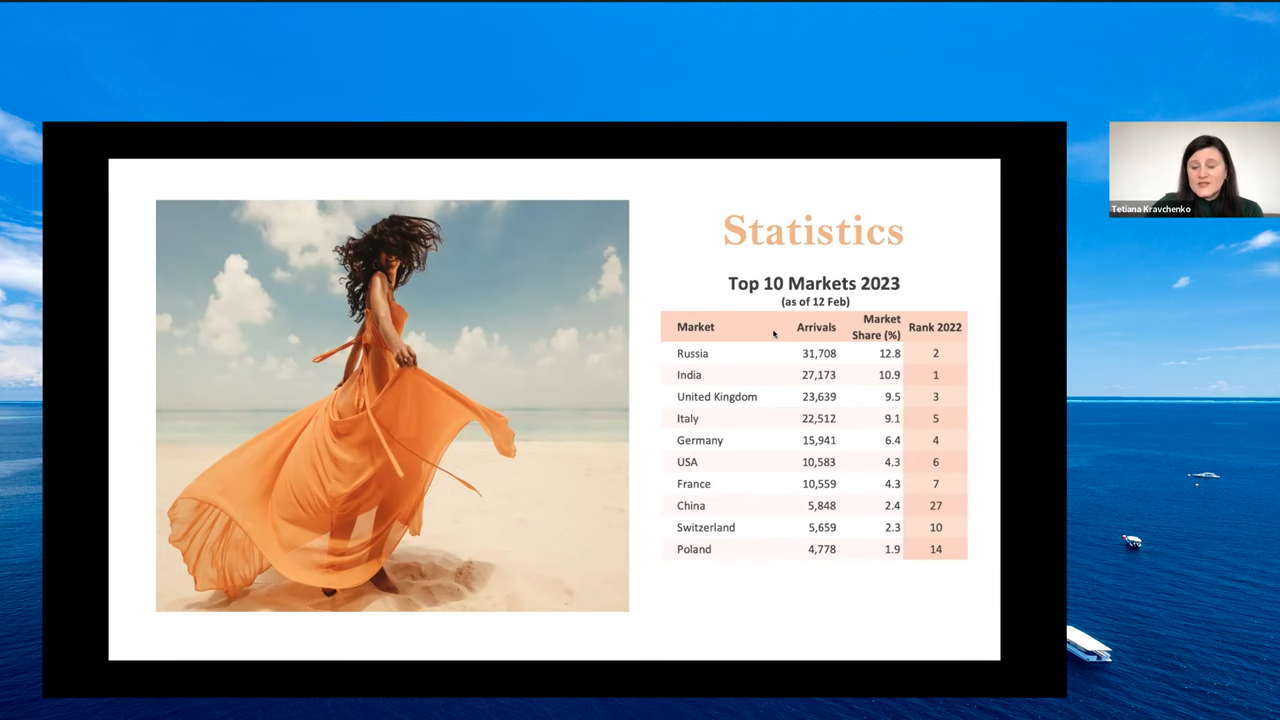 Statistics
Top 10 Markets 2023
(as of 12 Feb)
Market Arrivals Market Share (%) Rank 2022
Russia 31,708 12.8 2
India 27,173 10.9 1
United Kingdom 23,639 9.5 3
Italy 22,512 9.1 5
Germany 15,941 6.4 4
USA 10,583 4.3 6
France 10,559 4.3 7
China 5,848 2.4 27
Switzerland 5,659 2.3 10
Poland 4,778 1.9 14
Tetiana Kravchenko